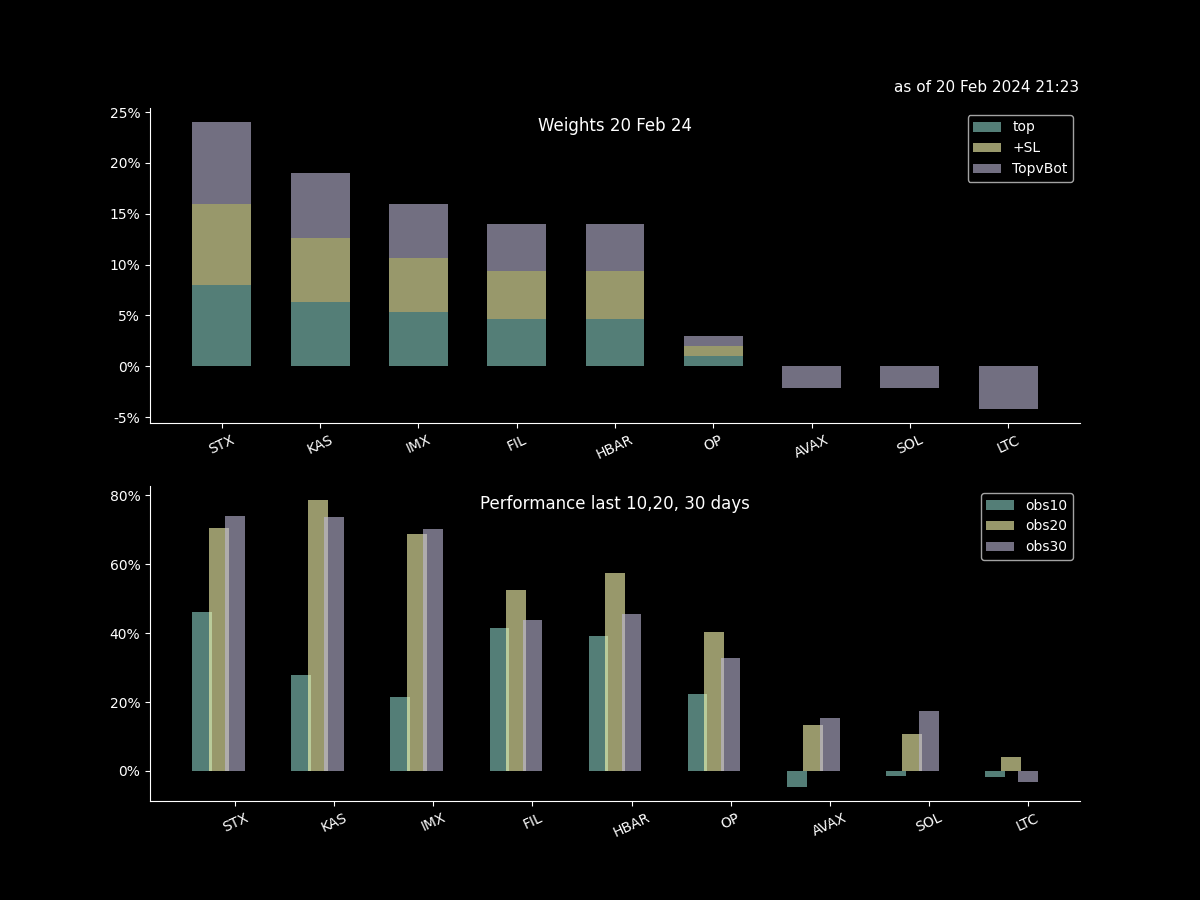 as of 20 Feb 2024 21:23
Weights 20 Feb 24
25%
20%
15%
10%
5%
0%
-5%
top
+SL
TopvBot
STX KAS IMX FIL HBAR OP AVAX SOL LTC
Performance last 10,20, 30 days
80%
60%
40%
20%
0%
obs10
obs20
obs30
STX KAS IMX FIL HBAR OP AVAX SOL LTC